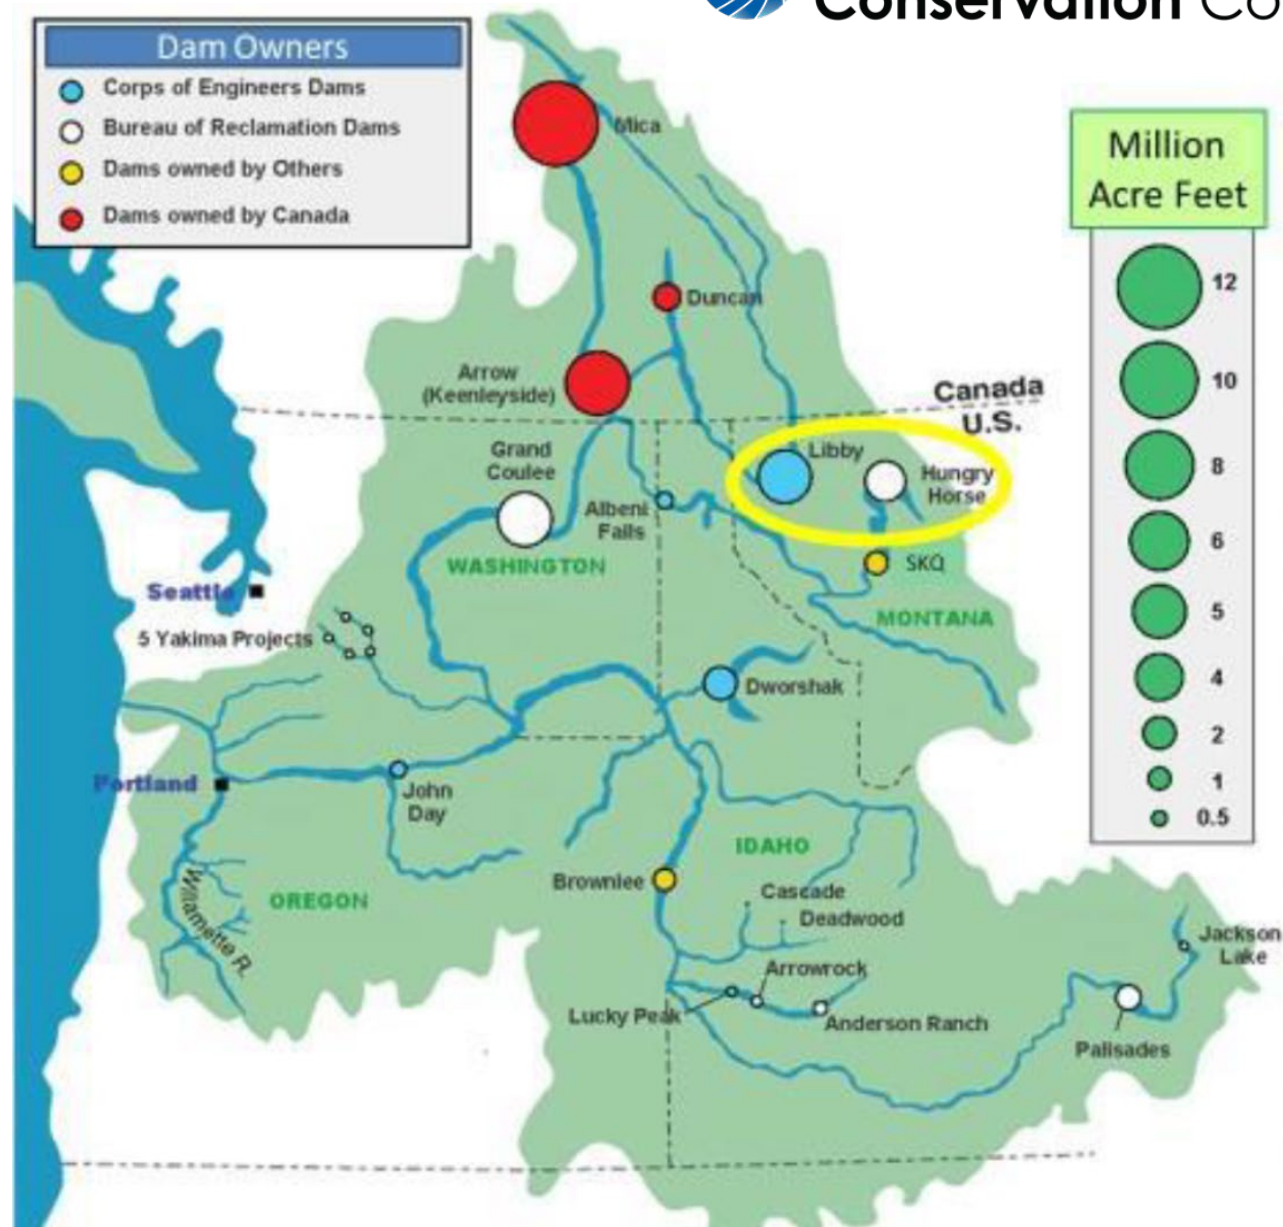 Conservation Co
Dam Owners
Corps of Engineers Dams
Bureau of Reclamation Dams
Dams owned by Others
Dams owned by Canada
Million
Acre Feet
12
10
8
6
5
4
2
1
0.5
Mica
Duncan
Arrow
(Keenleyside)
Canada
U.S.
Grand
Coulee
Libby
Hungry
Horse
Albeni
Falls
SKQ
WASHINGTON
Seattle
MONTANA
5 Yakima Projects
Dworshak
Portland
John
Day
IDAHO
Brownlee
Cascade
OREGON
Deadwood
Willamette R.
Jackson
Lake
Arrowrock
Lucky Peak
Anderson Ranch
Palisades